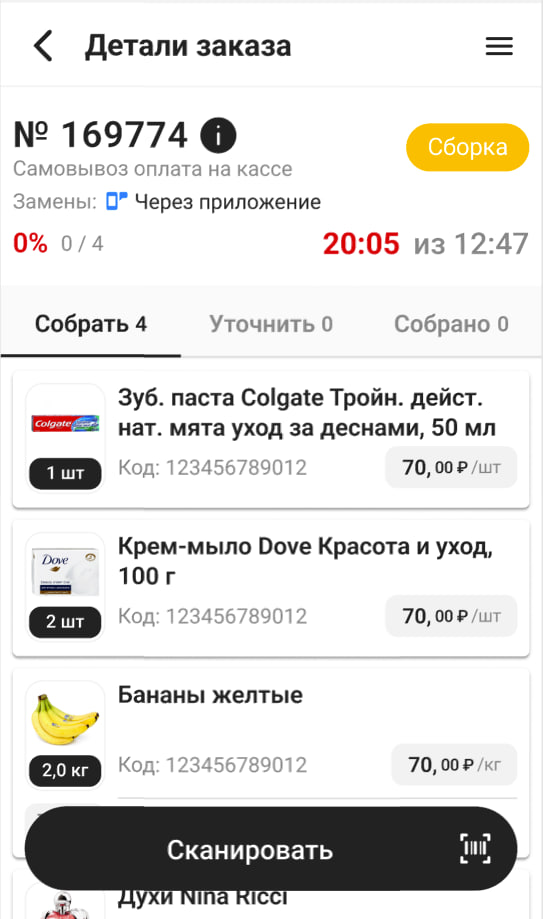 Детали заказа
№ 169774 i
Сборка
Самовывоз оплата на кассе
Замены: Через приложение
0% 0 / 4
20:05 из 12:47
Собрать 4
Уточнить 0
Собрано 0
Зуб. паста Colgate Тройн. дейст.
нат. мята уход за деснами, 50 мл
Colgate
1 шт
Код: 123456789012
70, 00 ₽ /шт
Крем-мыло Dove Красота и уход,
100 г
Dove
2 шт
Код: 123456789012
70, 00 ₽ /шт
Бананы желтые
2,0 кг
Код: 123456789012
70, 00 ₽ /кг
Сканировать
Духи Nina Ricci